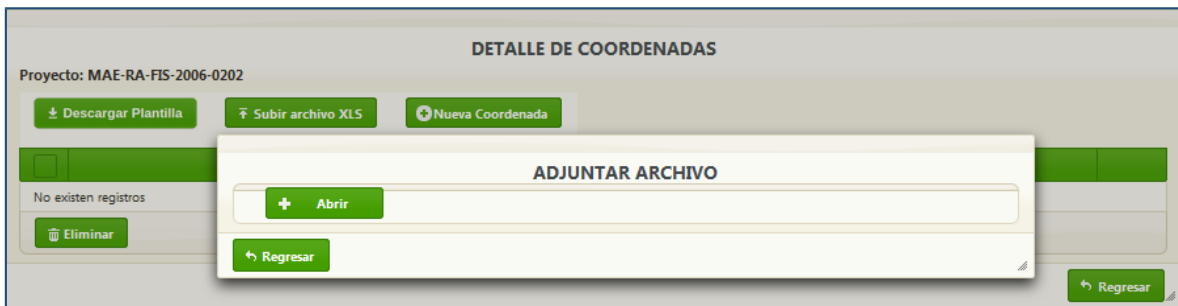 DETALLE DE COORDENADAS
Proyecto: MAE-RA-FIS-2006-0202
Descargar Plantilla Subir archivo XLS Nueva Coordenada
ADJUNTAR ARCHIVO
No existen registros
Abrir
Eliminar
Regresar
Regresar